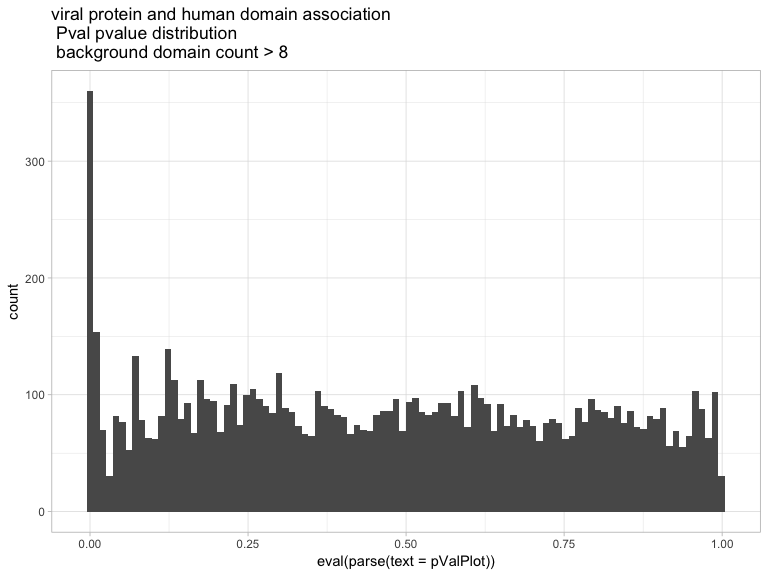 viral protein and human domain association
Pval pvalue distribution
background domain count > 8
300
200
100
0
count
0.00 0.25 0.50 0.75 1.00
eval(parse(text = pValPlot))